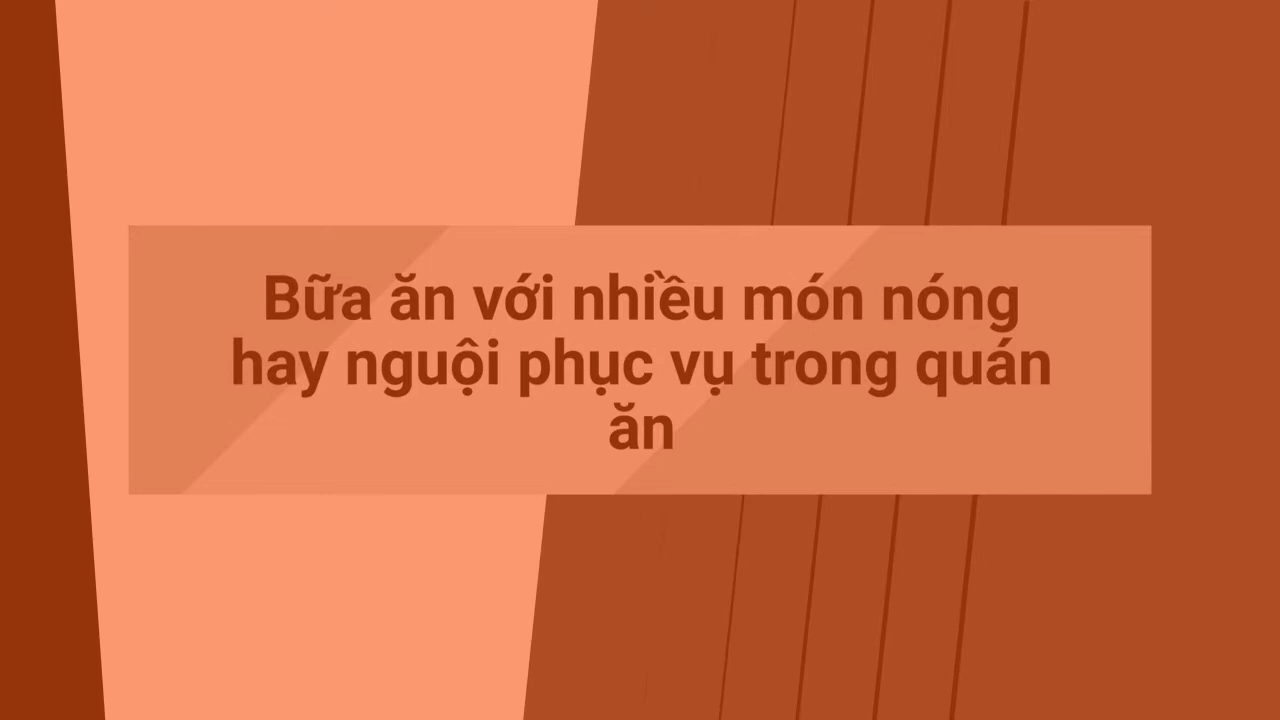 Bữa ăn với nhiều món nóng
hay nguội phục vụ trong quán
ăn